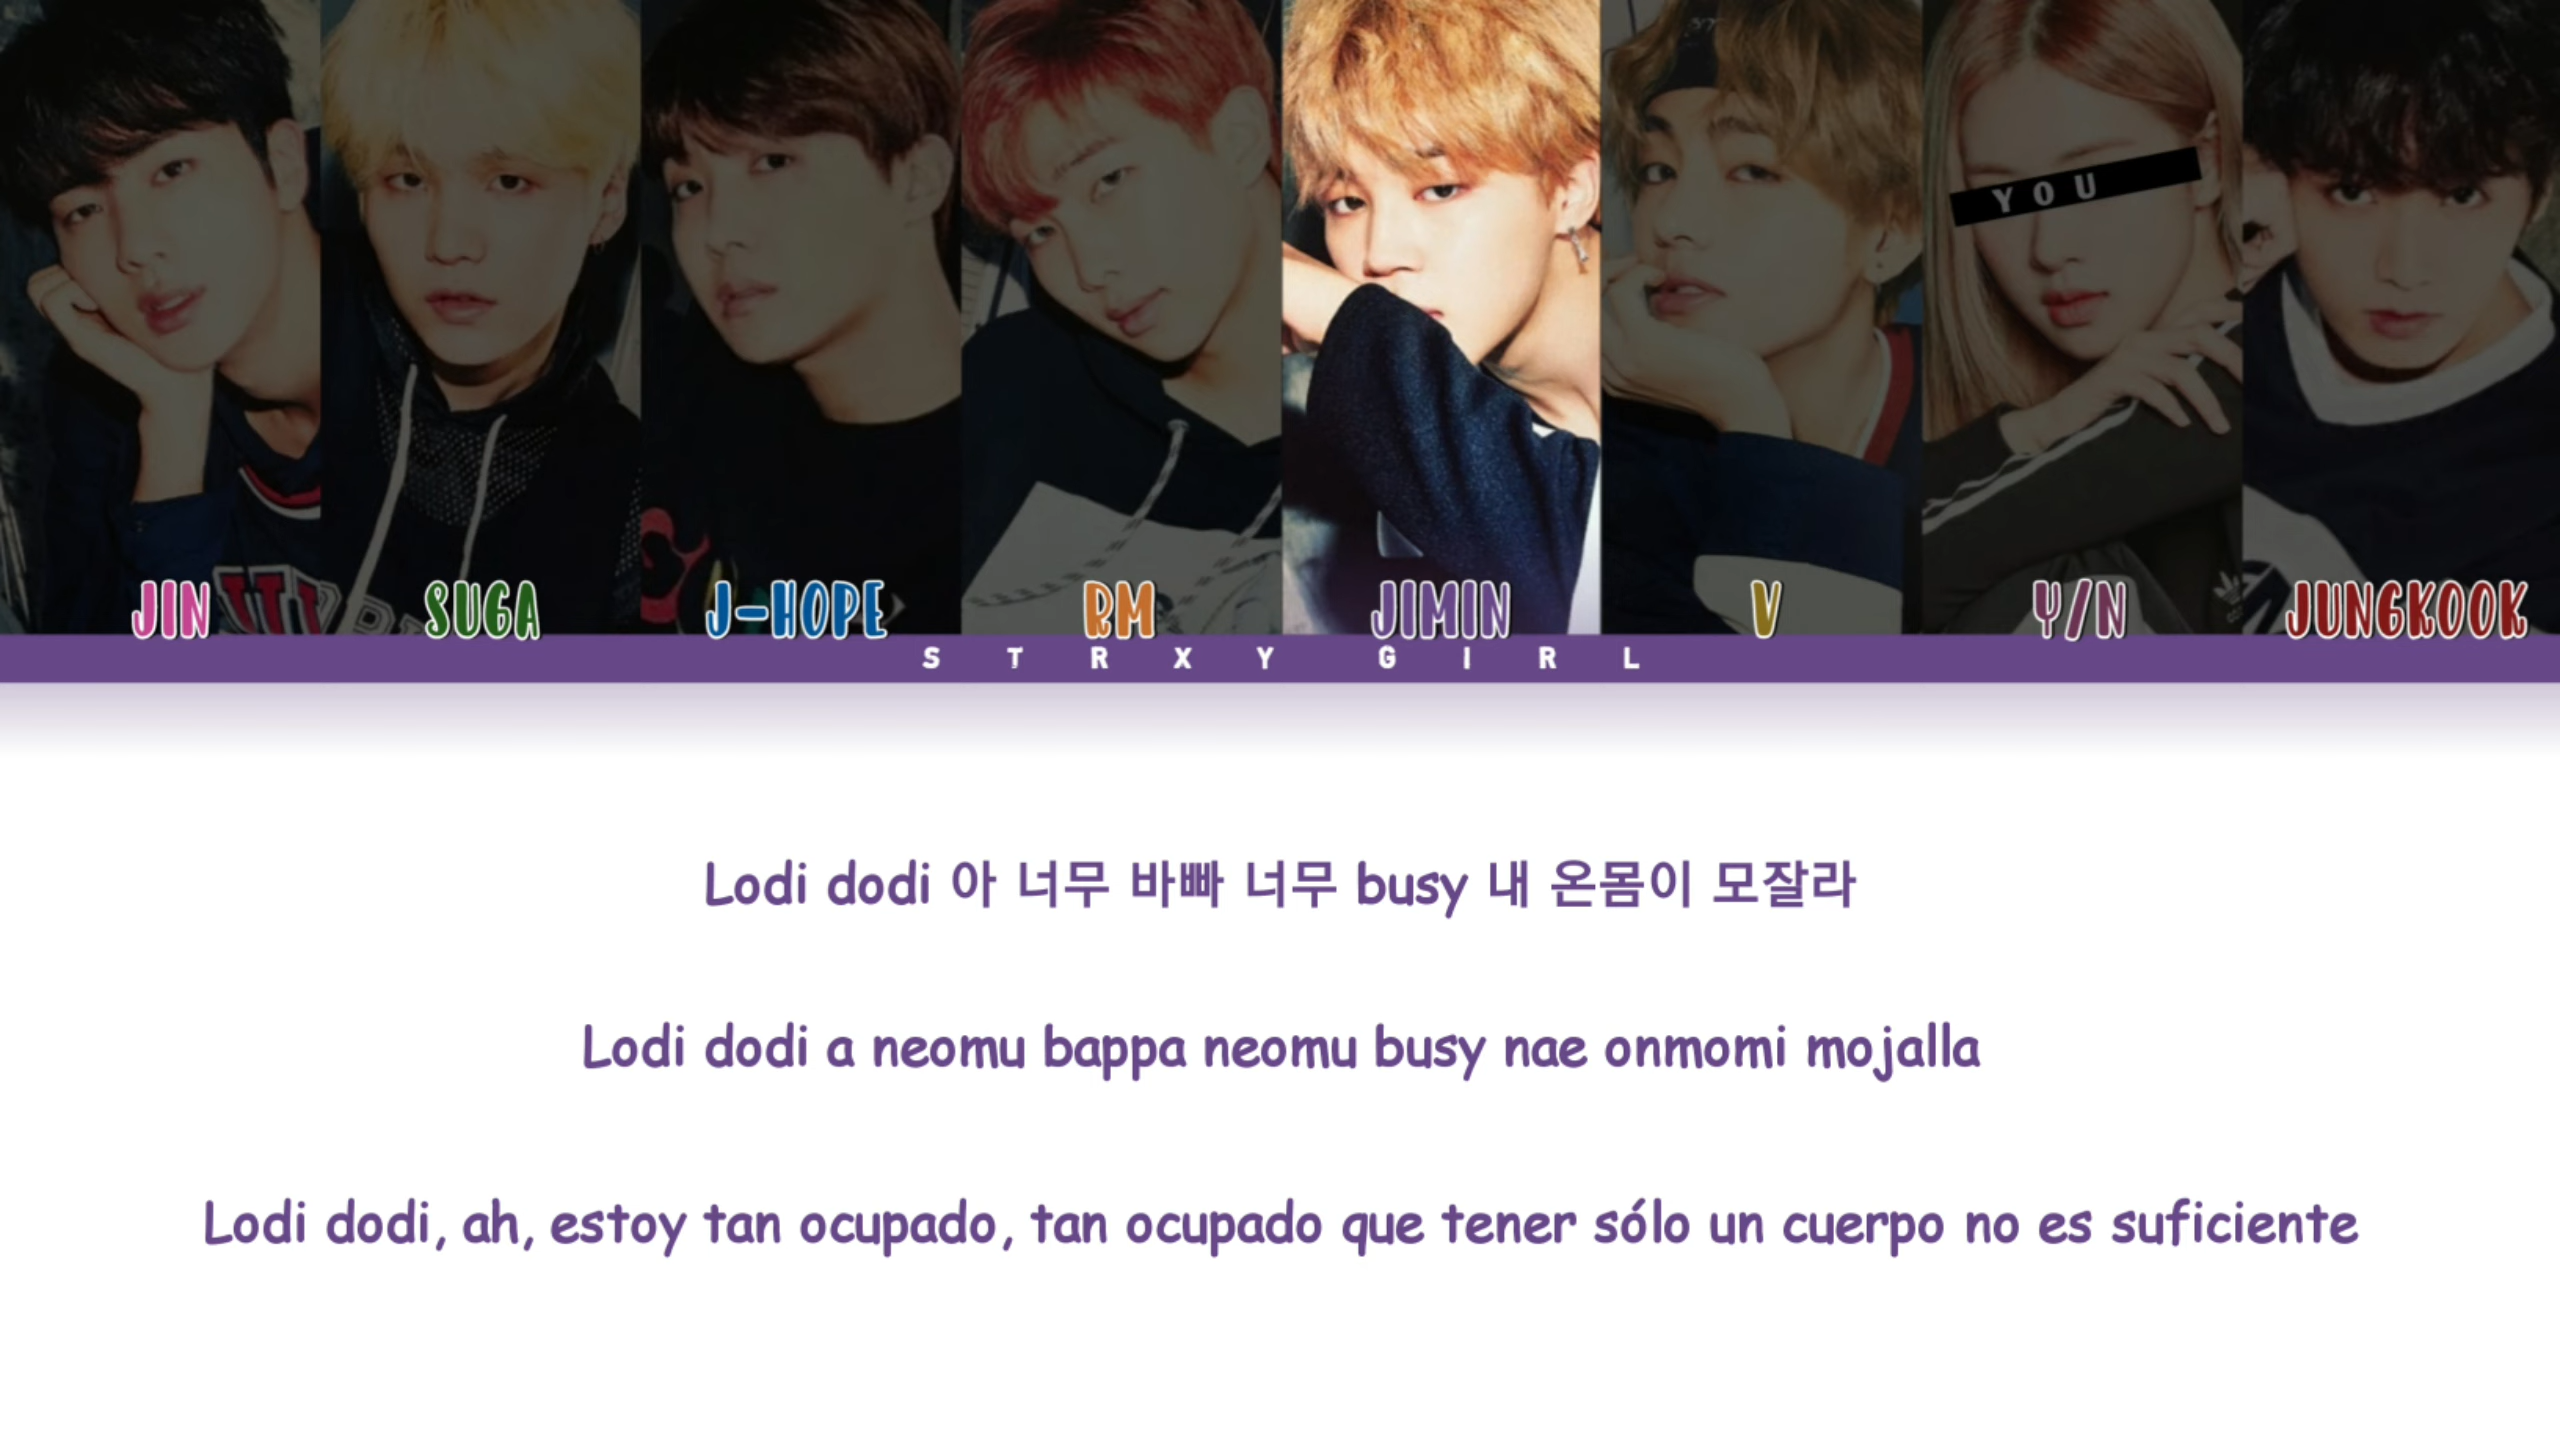 YOU
JIN SUGA J-HOPE RM JIMIN V Y/N JUNGKOOK
STRXY GIRL
Lodi dodi 아 너무 바빠 너무 busy 내 온몸이 모잘라
Lodi dodi a neomu bappa neomu busy nae onmomi mojalla
Lodi dodi, ah, estoy tan ocupado, tan ocupado que tener sólo un cuerpo no es suficiente